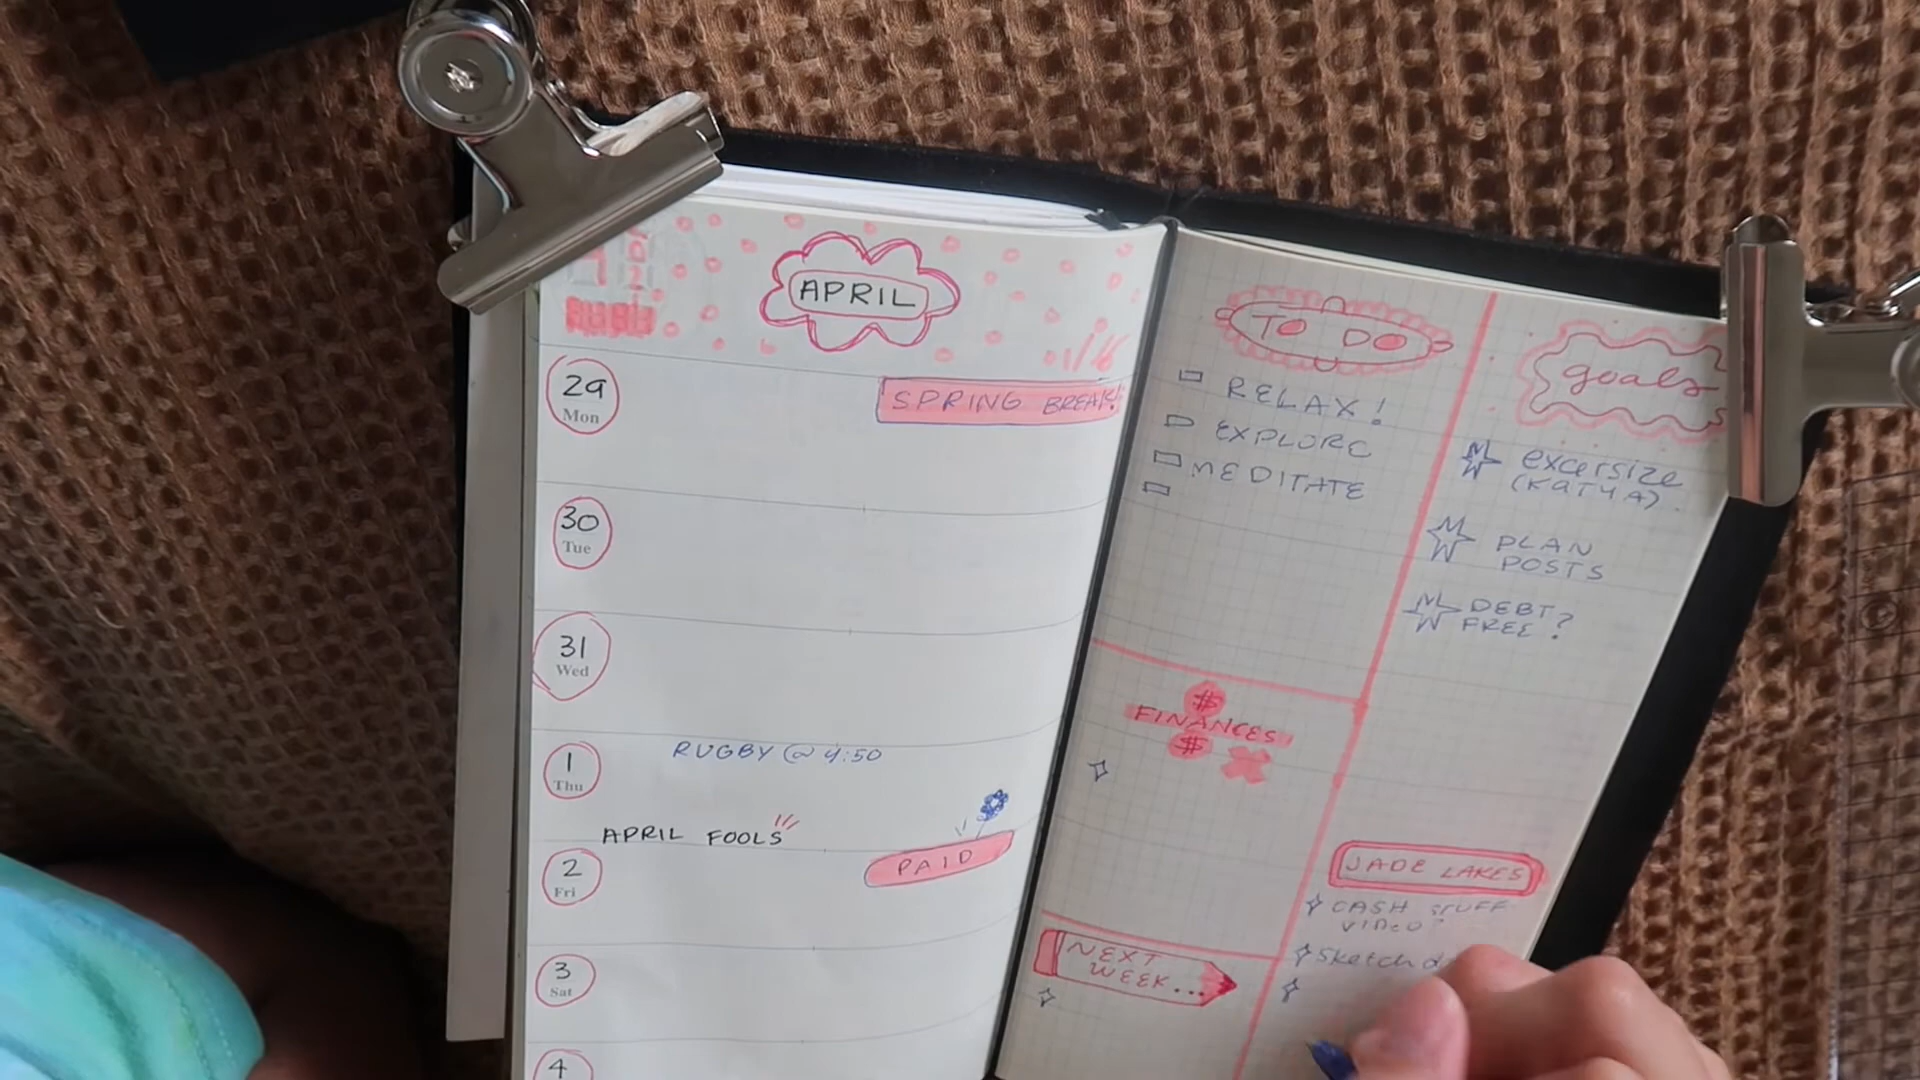 APRIL
29
Mon
SPRING BREAK!
30
Tue
31
Wed
1
Thu
RUGBY @ 4:50
APRIL FOOLS
2
Fri
PAID
3
Sat
4
TO DO
RELAX!
EXPLORE
MEDITATE
$
FINANCES
$
NEXT
WEEK...
goals
excersize
(KATYA)
PLAN
POSTS
DEBT
FREE?
JADE LAKES
CASH STUFF
VIDEO
Sketch